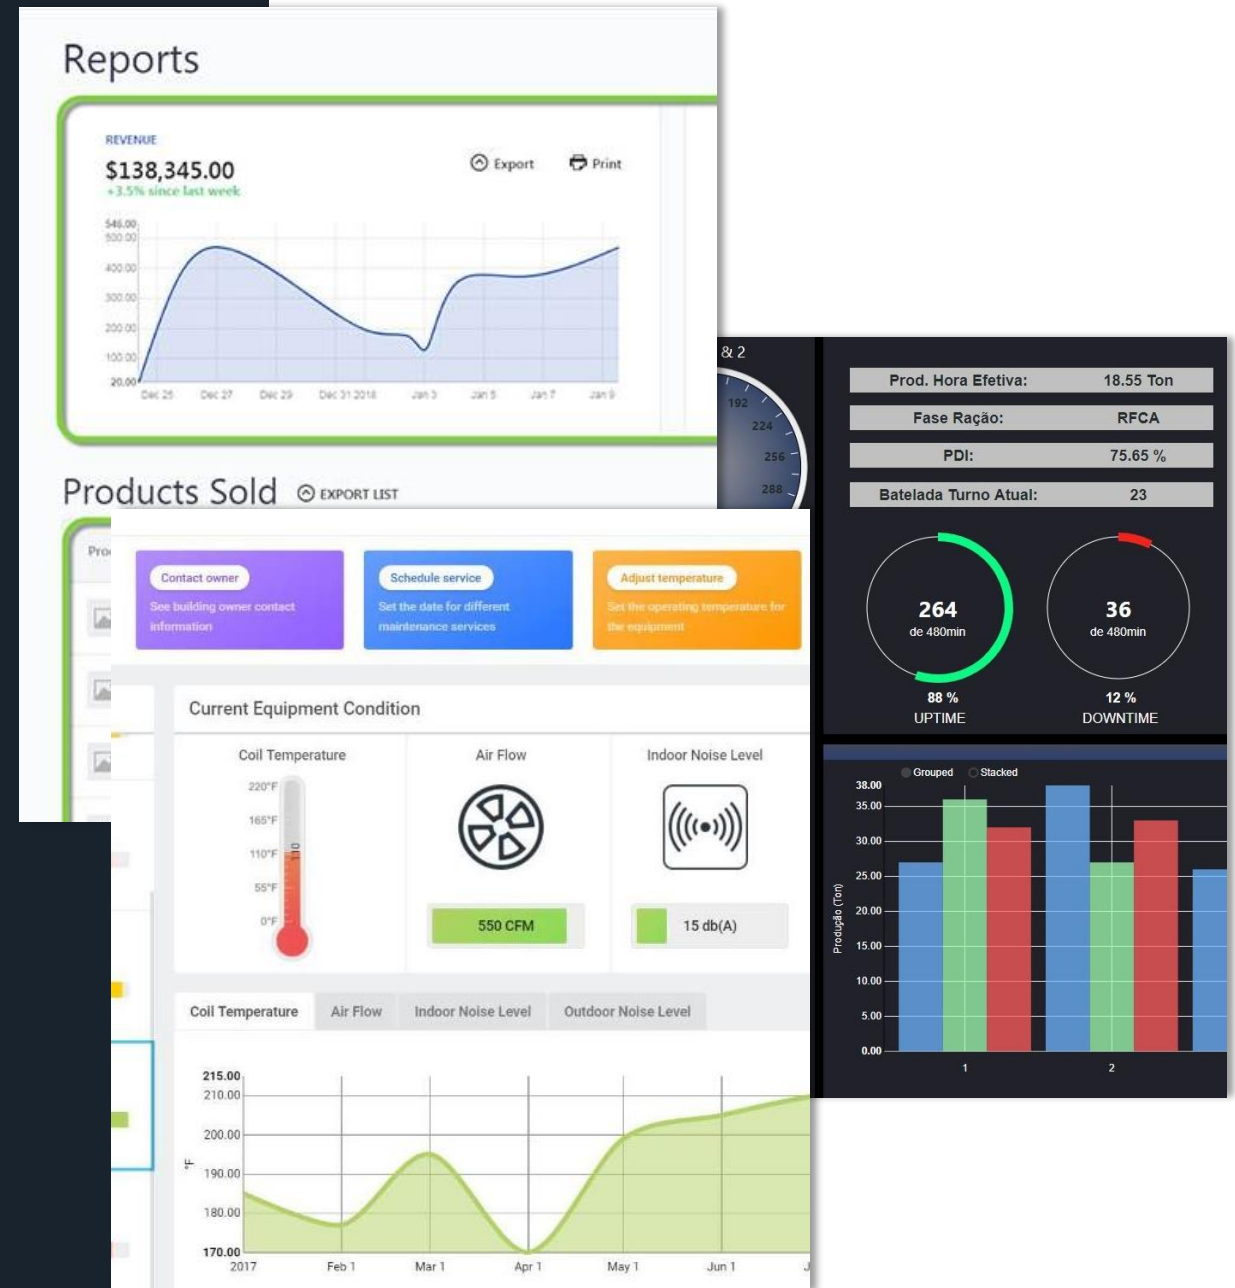 Reports
REVENUE
$138,345.00
+3.5% since last week
Export
Print
546.00
500.00
400.00
300.00
200.00
100.00
20.00
Dec 25
Dec 27
Dec 29
Dec 31 2018
Jan 3
Jan 5
Jan 7
Jan 9
Products Sold
EXPORT LIST
& 2
192
224
256
288
Prod. Hora Efetiva: 18.55 Ton
Fase Ração: RFCA
PDI: 75.65 %
Batelada Turno Atual: 23
264
de 480min
88 %
UPTIME
36
de 480min
12 %
DOWNTIME
Grouped
Stacked
38.00
35.00
30.00
25.00
20.00
15.00
10.00
5.00
0.00
Produção (Ton)
1
2
Contact owner
See building owner contact
information
Schedule service
Set the date for different
maintenance services
Adjust temperature
Set the operating temperature for
the equipment
Current Equipment Condition
Coil Temperature
220°F
165°F
110°F
55°F
0°F
110
Air Flow
550 CFM
Indoor Noise Level
15 db(A)
Coil Temperature
Air Flow
Indoor Noise Level
Outdoor Noise Level
215.00
210.00
200.00
190.00
180.00
170.00
°F
2017
Feb 1
Mar 1
Apr 1
May 1
Jun 1